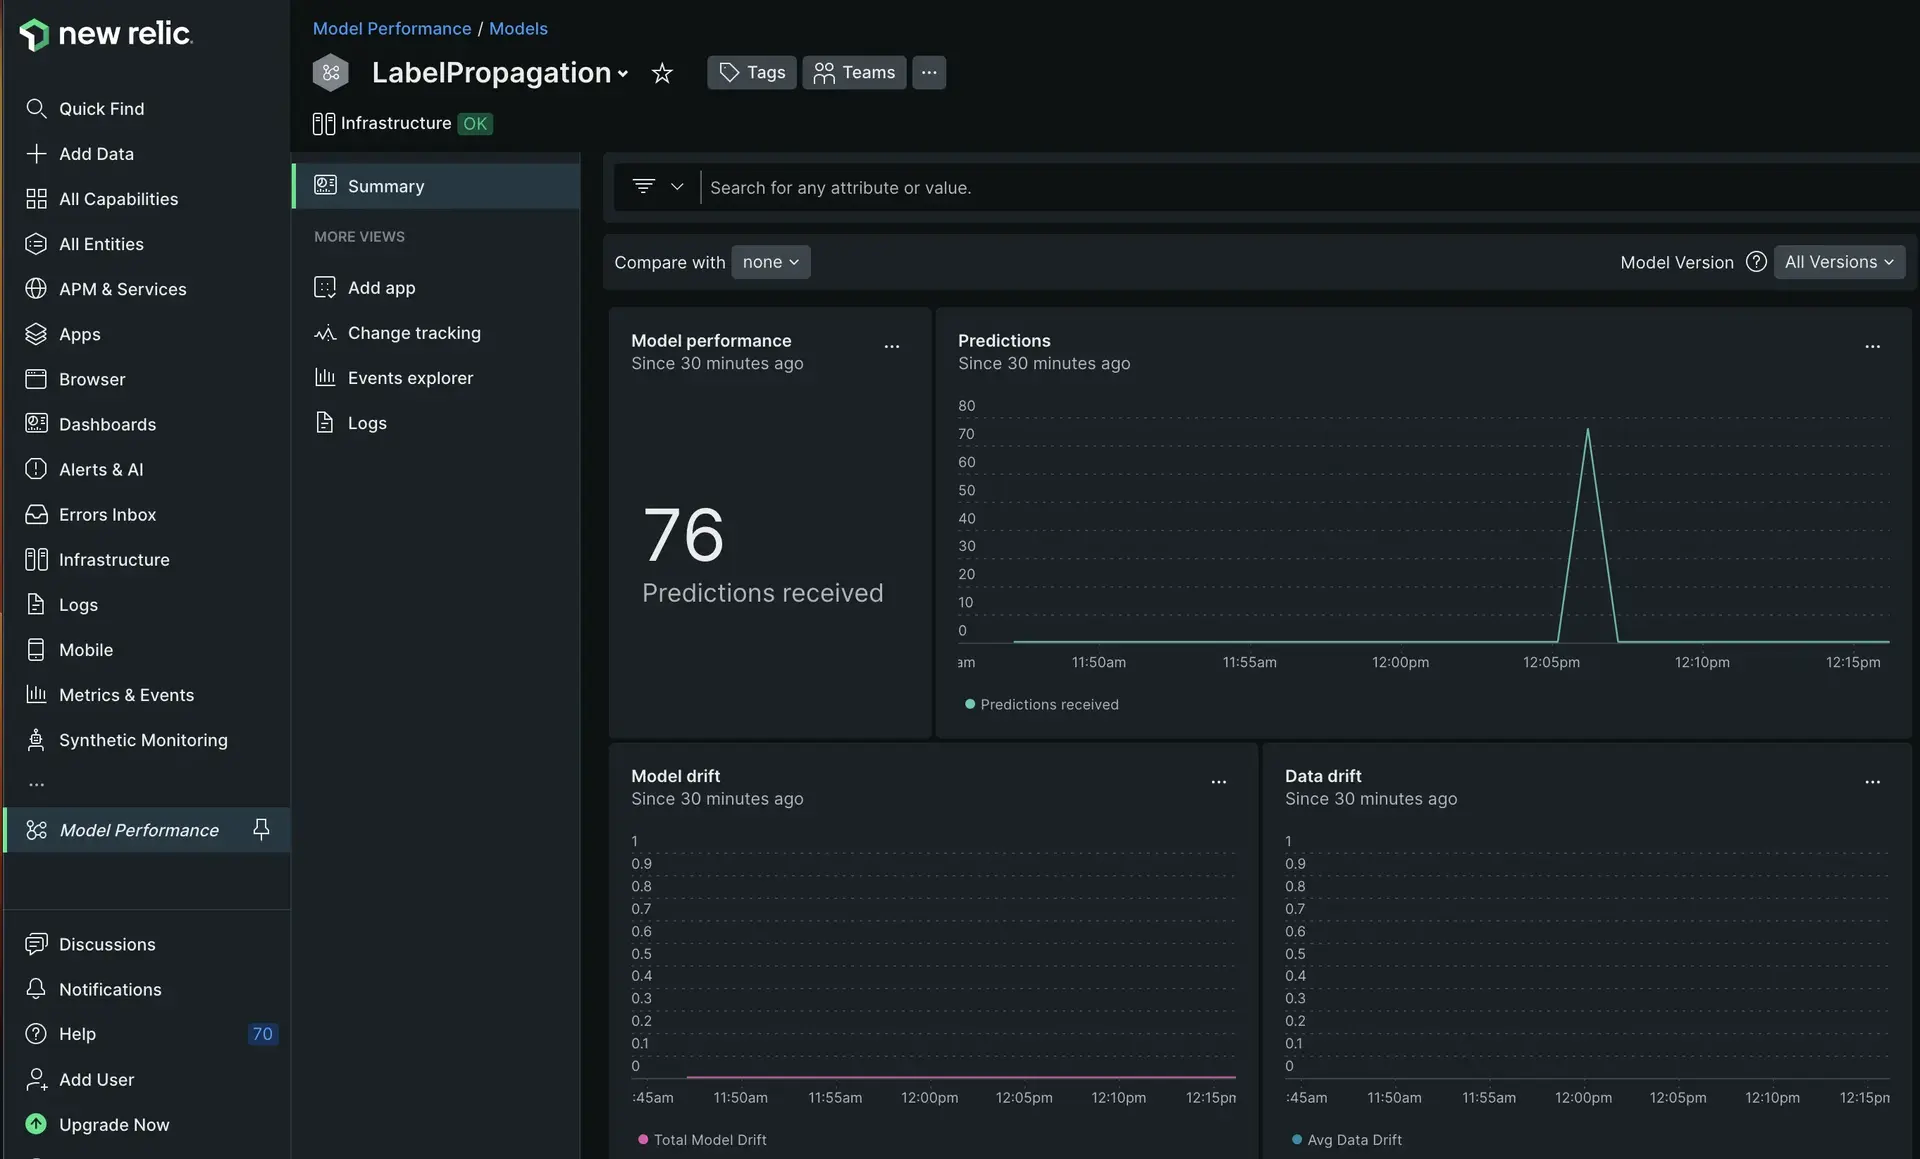 new relic.
Quick Find
Add Data
All Capabilities
All Entities
APM & Services
Apps
Browser
Dashboards
Alerts & AI
Errors Inbox
Infrastructure
Logs
Mobile
Metrics & Events
Synthetic Monitoring
...
Model Performance
Discussions
Notifications
Help 70
Add User
Upgrade Now
Model Performance / Models
LabelPropagation Tags Teams ...
Infrastructure OK
Summary
MORE VIEWS
Add app
Change tracking
Events explorer
Logs
Search for any attribute or value.
Compare with none Model Version ? All Versions
Model performance ...
Since 30 minutes ago
76
Predictions received
Predictions ...
Since 30 minutes ago
80
70
60
50
40
30
20
10
0
am 11:50am 11:55am 12:00pm 12:05pm 12:10pm 12:15pm
Predictions received
Model drift ...
Since 30 minutes ago
1
0.9
0.8
0.7
0.6
0.5
0.4
0.3
0.2
0.1
0
:45am 11:50am 11:55am 12:00pm 12:05pm 12:10pm 12:15pm
Total Model Drift
Data drift ...
Since 30 minutes ago
1
0.9
0.8
0.7
0.6
0.5
0.4
0.3
0.2
0.1
0
:45am 11:50am 11:55am 12:00pm 12:05pm 12:10pm 12:15pm
Avg Data Drift